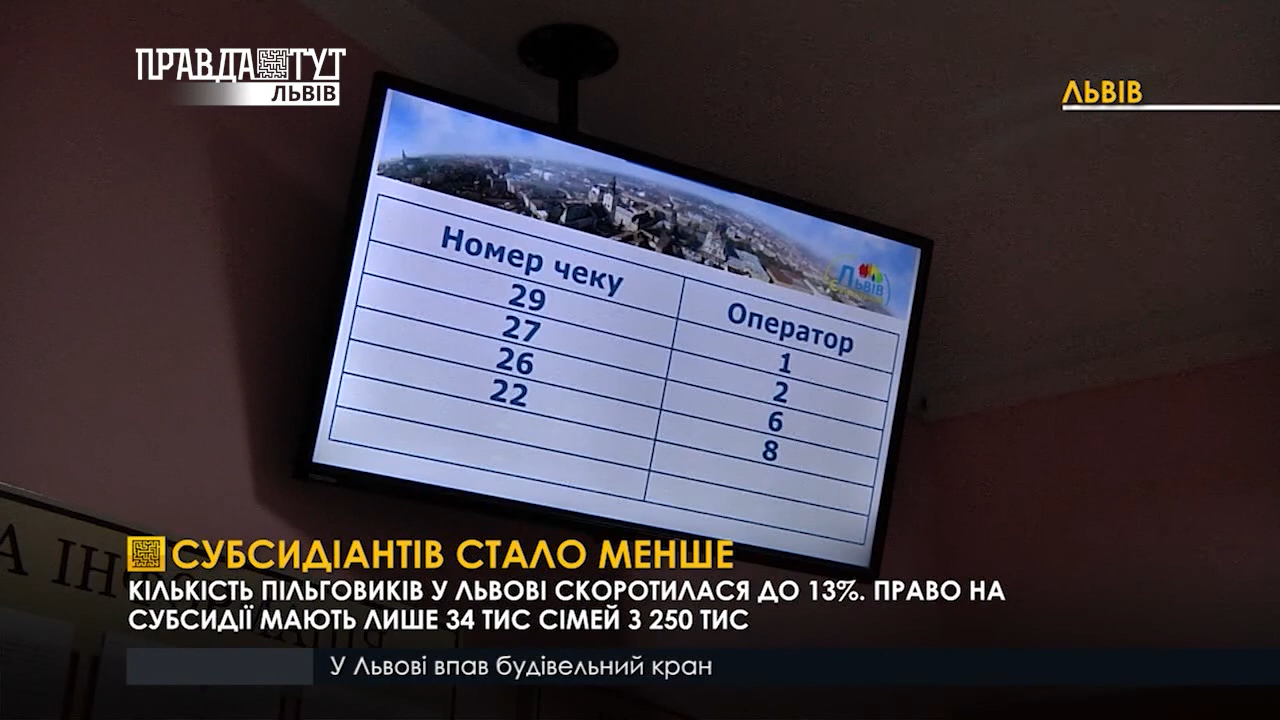 ПРАВДА ТУТ
ЛЬВІВ
ЛЬВІВ
ЛЬВІВ
Номер чеку Оператор
29 1
27 2
26 6
22 8
СУБСИДІАНТІВ СТАЛО МЕНШЕ
КІЛЬКІСТЬ ПІЛЬГОВИКІВ У ЛЬВОВІ СКОРОТИЛАСЯ ДО 13%. ПРАВО НА
СУБСИДІЇ МАЮТЬ ЛИШЕ 34 ТИС СІМЕЙ З 250 ТИС
У Львові впав будівельний кран